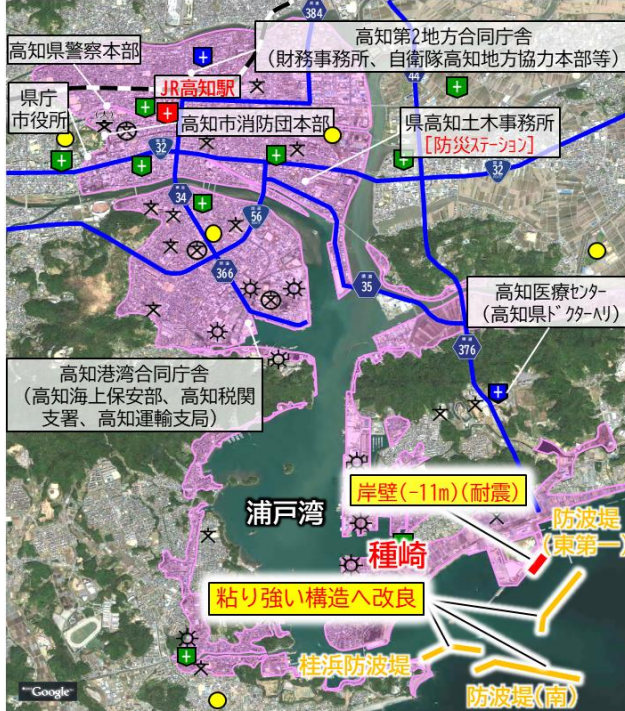 384
高知県警察本部
高知第2地方合同庁舎
(財務事務所、自衛隊高知地方協力本部等)
JR高知駅
44
県庁
市役所
高知市消防団本部
県高知土木事務所
[防災ステーション]
32
32
34
56
366
35
高知医療センター
(高知県ドクターヘリ)
376
高知港湾合同庁舎
(高知海上保安部、高知税関
支署、高知運輸支局)
岸壁(-11m)(耐震)
浦戸湾
防波堤
(東第一)
種崎
粘り強い構造へ改良
桂浜防波堤
防波堤(南)
Google